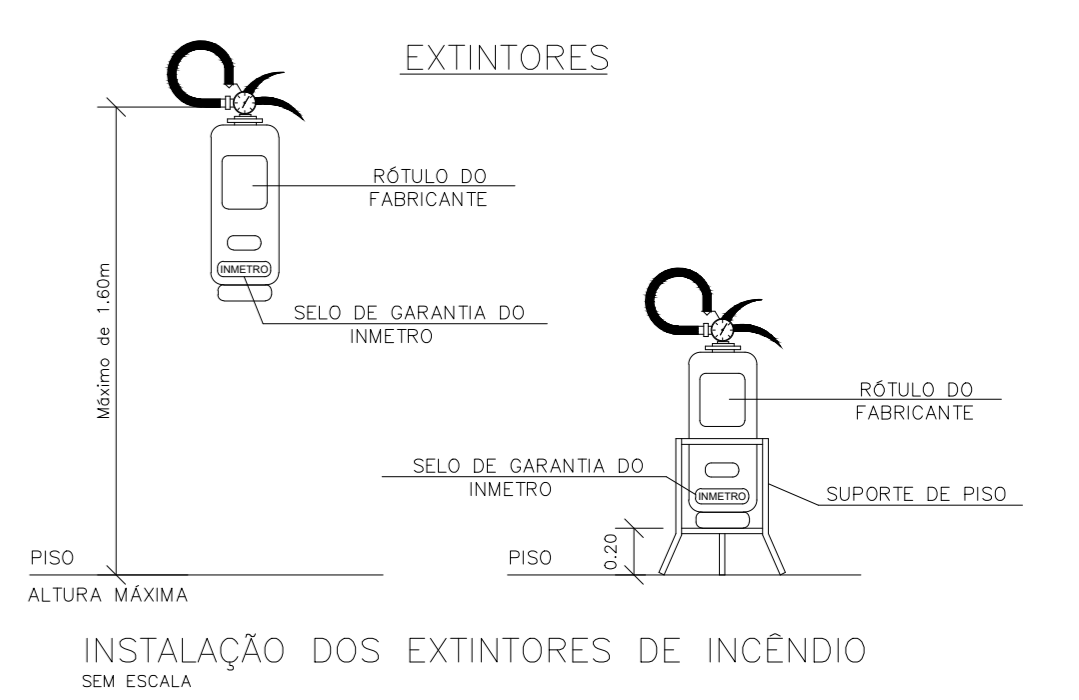 EXTINTORES
RÓTULO DO
FABRICANTE
INMETRO
SELO DE GARANTIA DO
INMETRO
Máximo de 1.60m
PISO
ALTURA MÁXIMA
RÓTULO DO
FABRICANTE
SELO DE GARANTIA DO
INMETRO
INMETRO
SUPORTE DE PISO
0.20
PISO
INSTALAÇÃO DOS EXTINTORES DE INCÊNDIO
SEM ESCALA